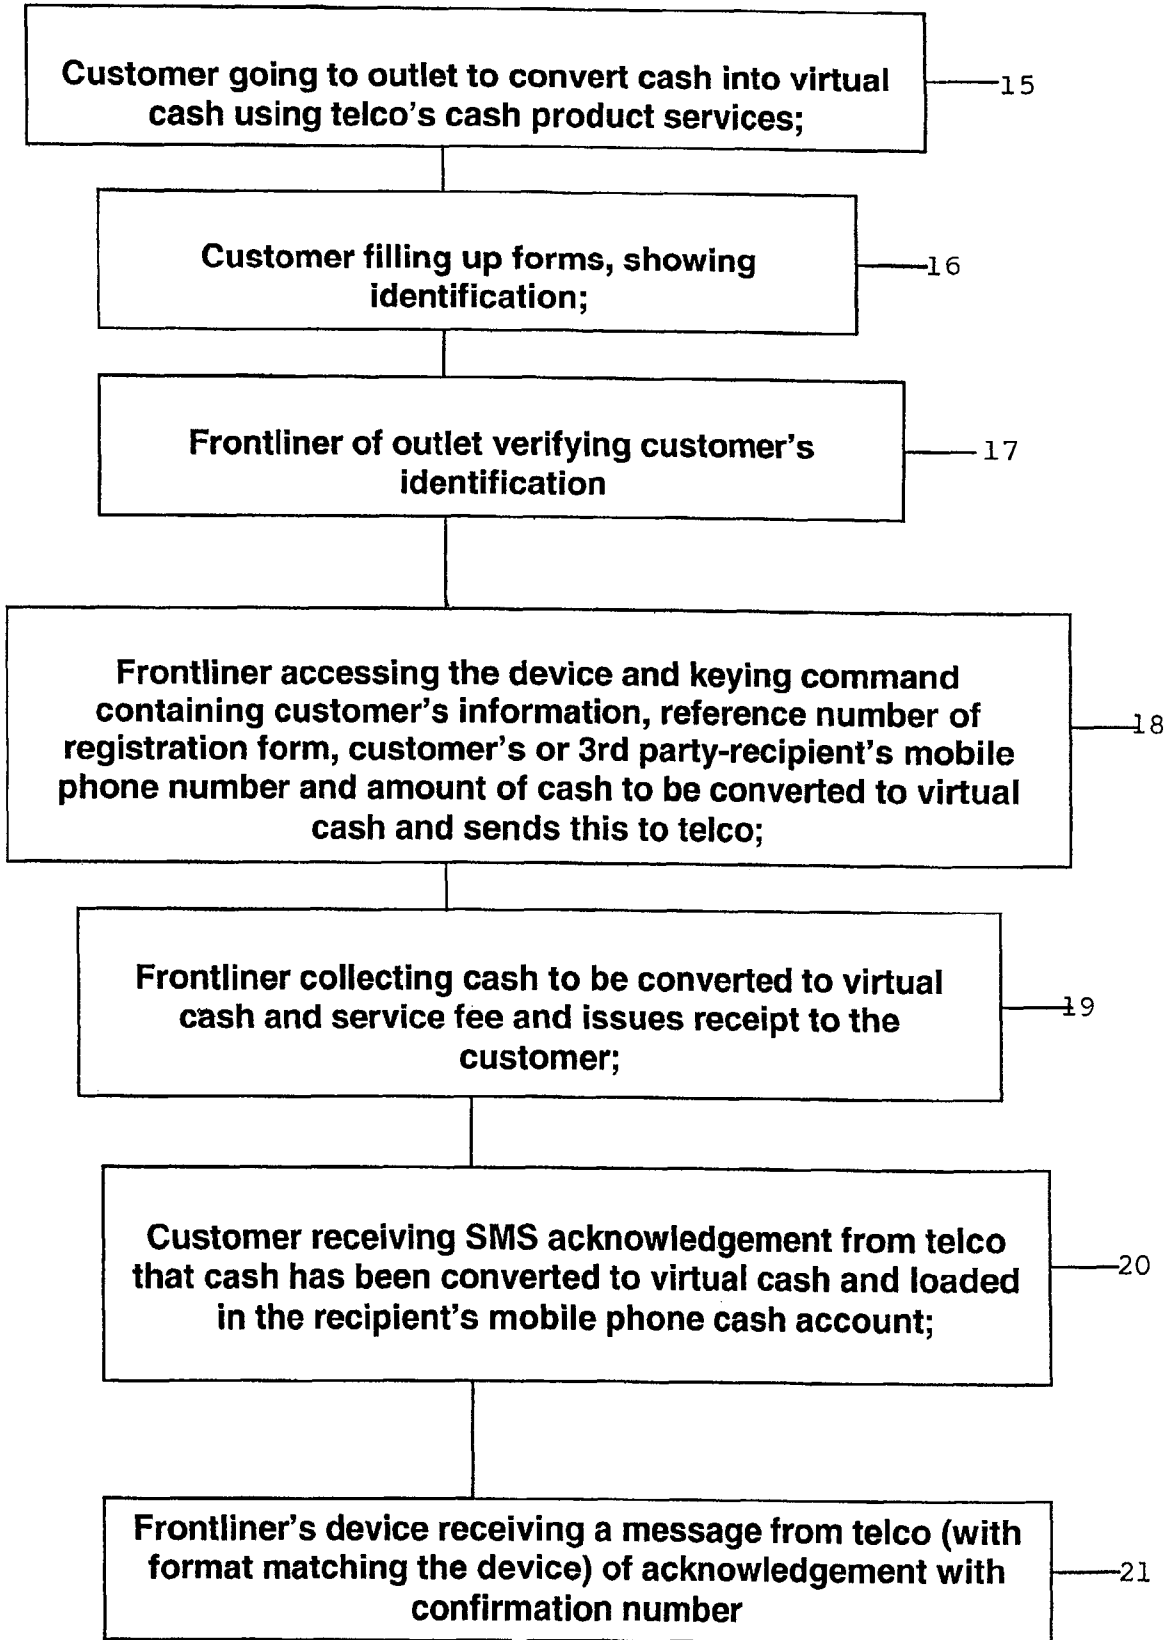 Customer going to outlet to convert cash into virtual
cash using telco's cash product services;
15
Customer filling up forms, showing
identification;
16
Frontliner of outlet verifying customer's
identification
17
Frontliner accessing the device and keying command
containing customer's information, reference number of
registration form, customer's or 3rd party-recipient's mobile
phone number and amount of cash to be converted to virtual
cash and sends this to telco;
18
Frontliner collecting cash to be converted to virtual
cash and service fee and issues receipt to the
customer;
19
Customer receiving SMS acknowledgement from telco
that cash has been converted to virtual cash and loaded
in the recipient's mobile phone cash account;
20
Frontliner's device receiving a message from telco (with
format matching the device) of acknowledgement with
confirmation number
21